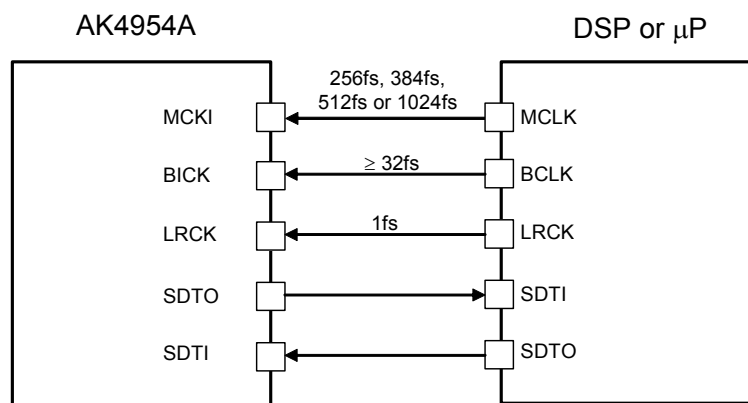 AK4954A
DSP or μP
256fs, 384fs,
512fs or 1024fs
MCKI
MCLK
BICK
≥ 32fs
BCLK
LRCK
1fs
LRCK
SDTO
SDTI
SDTI
SDTO